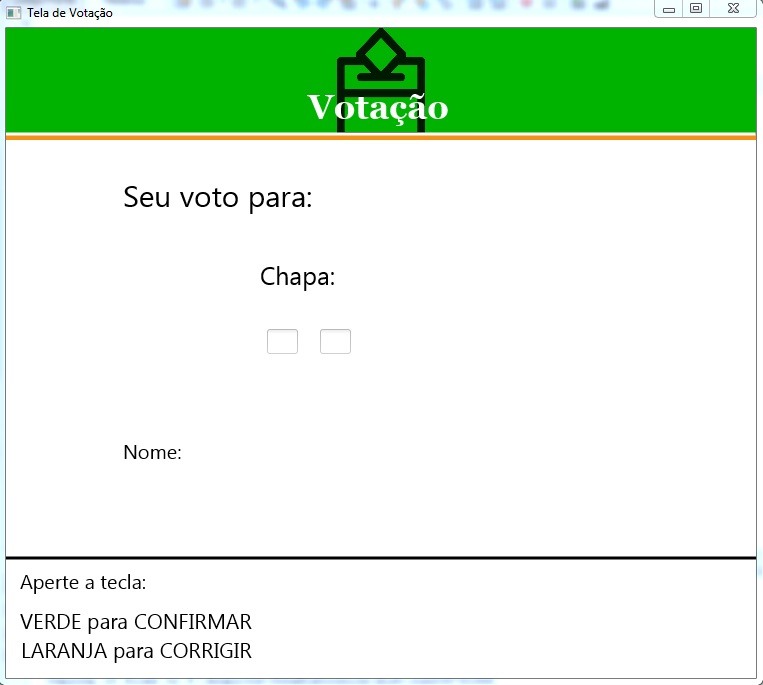 Tela de Votação
Votação
Seu voto para:
Chapa:
Nome:
Aperte a tecla:
VERDE para CONFIRMAR
LARANJA para CORRIGIR